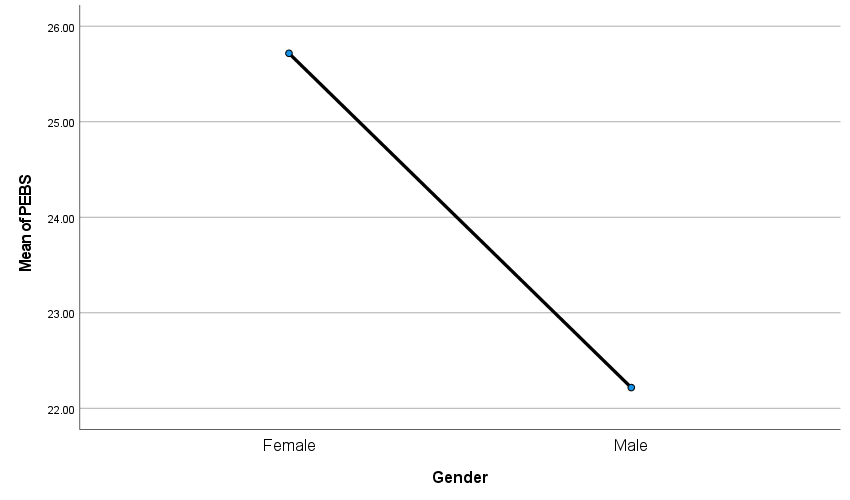 26.00
25.00
24.00
23.00
22.00
Mean of PEBS
Female
Male
Gender